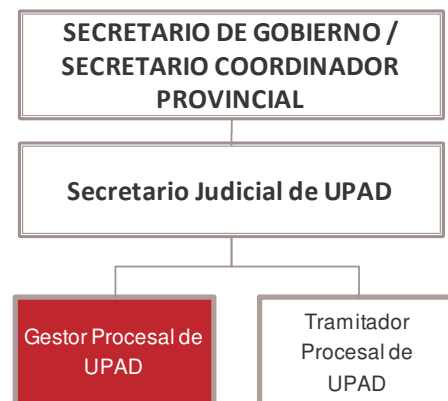 SECRETARIO DE GOBIERNO /
SECRETARIO COORDINADOR
PROVINCIAL
Secretario Judicial de UPAD
Gestor Procesal de
UPAD
Tramitador
Procesal de
UPAD